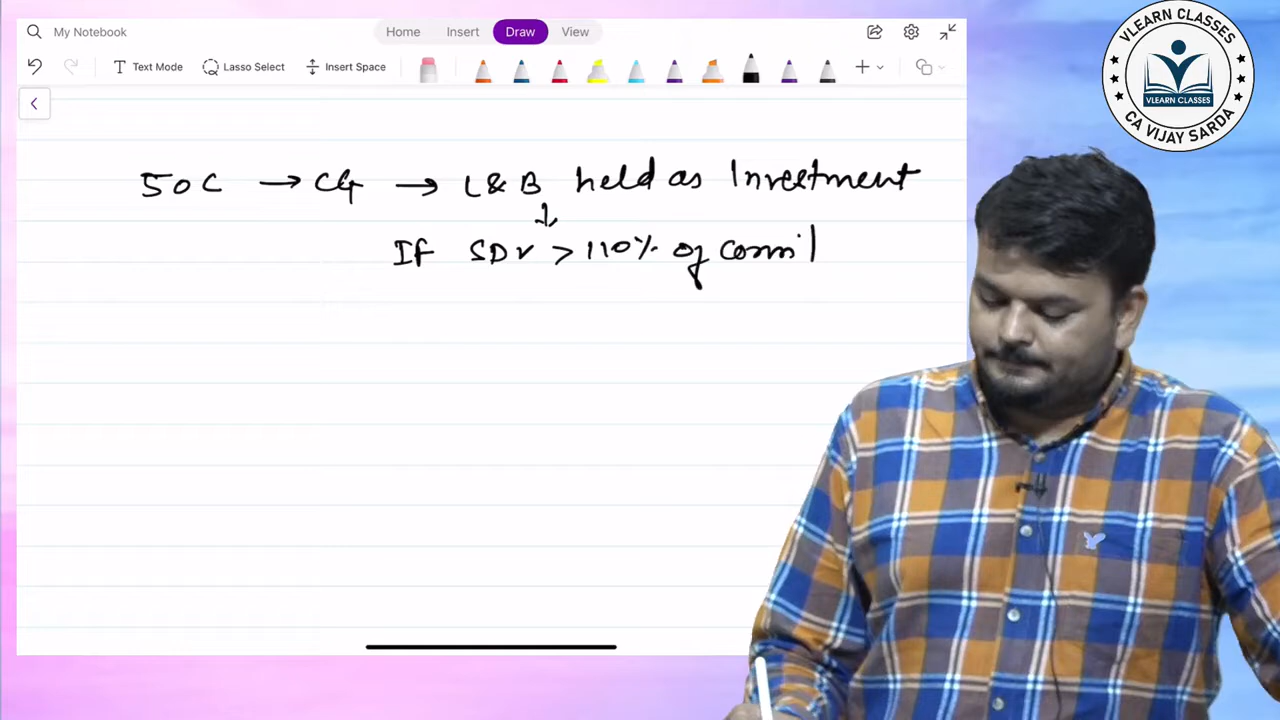 My Notebook
Home Insert Draw View
Text Mode Lasso Select Insert Space
50C → CG → L & B held as Investment
↓
If SDV > 110% of consi
VLEARN CLASSES
VLEARN CLASSES
CA VIJAY SARDA